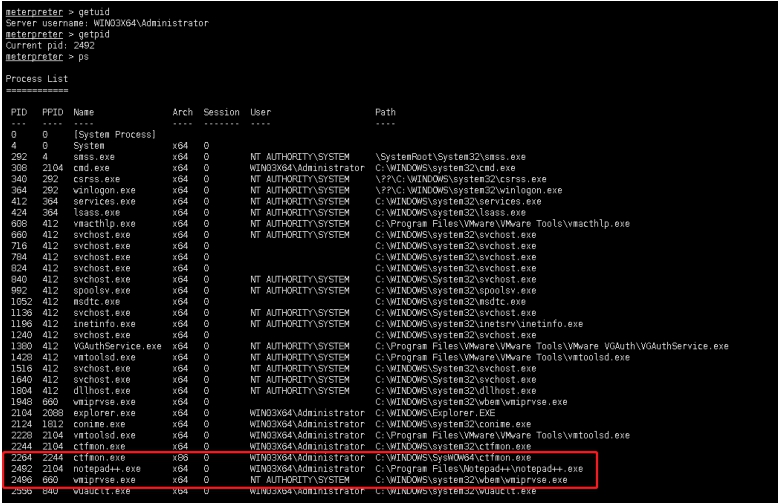 meterpreter > getuid
Server username: WIN03X64\Administrator
meterpreter > getpid
Current pid: 2492
meterpreter > ps
Process List
============
PID PPID Name Arch Session User Path
--- ---- ---- ---- ------- ---- ----
0 0 [System Process]
4 0 System x64 0
292 4 smss.exe x64 0 NT AUTHORITY\SYSTEM \SystemRoot\System32\smss.exe
308 2104 cmd.exe x64 0 WIN03X64\Administrator C:\WINDOWS\system32\cmd.exe
340 292 csrss.exe x64 0 NT AUTHORITY\SYSTEM \??\C:\WINDOWS\system32\csrss.exe
364 292 winlogon.exe x64 0 NT AUTHORITY\SYSTEM \??\C:\WINDOWS\system32\winlogon.exe
412 364 services.exe x64 0 NT AUTHORITY\SYSTEM C:\WINDOWS\system32\services.exe
424 364 lsass.exe x64 0 NT AUTHORITY\SYSTEM C:\WINDOWS\system32\lsass.exe
608 412 vmacthlp.exe x64 0 NT AUTHORITY\SYSTEM C:\Program Files\VMware\VMware Tools\vmacthlp.exe
660 412 svchost.exe x64 0 NT AUTHORITY\SYSTEM C:\WINDOWS\system32\svchost.exe
716 412 svchost.exe x64 0 C:\WINDOWS\system32\svchost.exe
784 412 svchost.exe x64 0 C:\WINDOWS\system32\svchost.exe
824 412 svchost.exe x64 0 C:\WINDOWS\system32\svchost.exe
840 412 svchost.exe x64 0 NT AUTHORITY\SYSTEM C:\WINDOWS\System32\svchost.exe
992 412 spoolsv.exe x64 0 NT AUTHORITY\SYSTEM C:\WINDOWS\system32\spoolsv.exe
1052 412 msdtc.exe x64 0 C:\WINDOWS\system32\msdtc.exe
1136 412 svchost.exe x64 0 NT AUTHORITY\SYSTEM C:\WINDOWS\System32\svchost.exe
1196 412 inetinfo.exe x64 0 NT AUTHORITY\SYSTEM C:\WINDOWS\system32\inetsrv\inetinfo.exe
1240 412 svchost.exe x64 0 C:\WINDOWS\system32\svchost.exe
1380 412 VGAuthService.exe x64 0 NT AUTHORITY\SYSTEM C:\Program Files\VMware\VMware Tools\VMware VGAuth\VGAuthService.exe
1428 412 vmtoolsd.exe x64 0 NT AUTHORITY\SYSTEM C:\Program Files\VMware\VMware Tools\vmtoolsd.exe
1516 412 svchost.exe x64 0 NT AUTHORITY\SYSTEM C:\WINDOWS\System32\svchost.exe
1640 412 svchost.exe x64 0 NT AUTHORITY\SYSTEM C:\WINDOWS\System32\svchost.exe
1804 412 dllhost.exe x64 0 NT AUTHORITY\SYSTEM C:\WINDOWS\system32\dllhost.exe
1948 660 wmiprvse.exe x64 0 C:\WINDOWS\system32\wbem\wmiprvse.exe
2104 2088 explorer.exe x64 0 WIN03X64\Administrator C:\WINDOWS\Explorer.EXE
2124 1812 conime.exe x64 0 WIN03X64\Administrator C:\WINDOWS\system32\conime.exe
2228 2104 vmtoolsd.exe x64 0 WIN03X64\Administrator C:\Program Files\VMware\VMware Tools\vmtoolsd.exe
2244 2104 ctfmon.exe x64 0 WIN03X64\Administrator C:\WINDOWS\system32\ctfmon.exe
2264 2244 ctfmon.exe x86 0 WIN03X64\Administrator C:\WINDOWS\SysWOW64\ctfmon.exe
2492 2104 notepad++.exe x64 0 WIN03X64\Administrator C:\Program Files\Notepad++\notepad++.exe
2496 660 wmiprvse.exe x64 0 NT AUTHORITY\SYSTEM C:\WINDOWS\system32\wbem\wmiprvse.exe
2556 840 wuauclt.exe x64 0 WIN03X64\Administrator C:\WINDOWS\system32\wuauclt.exe